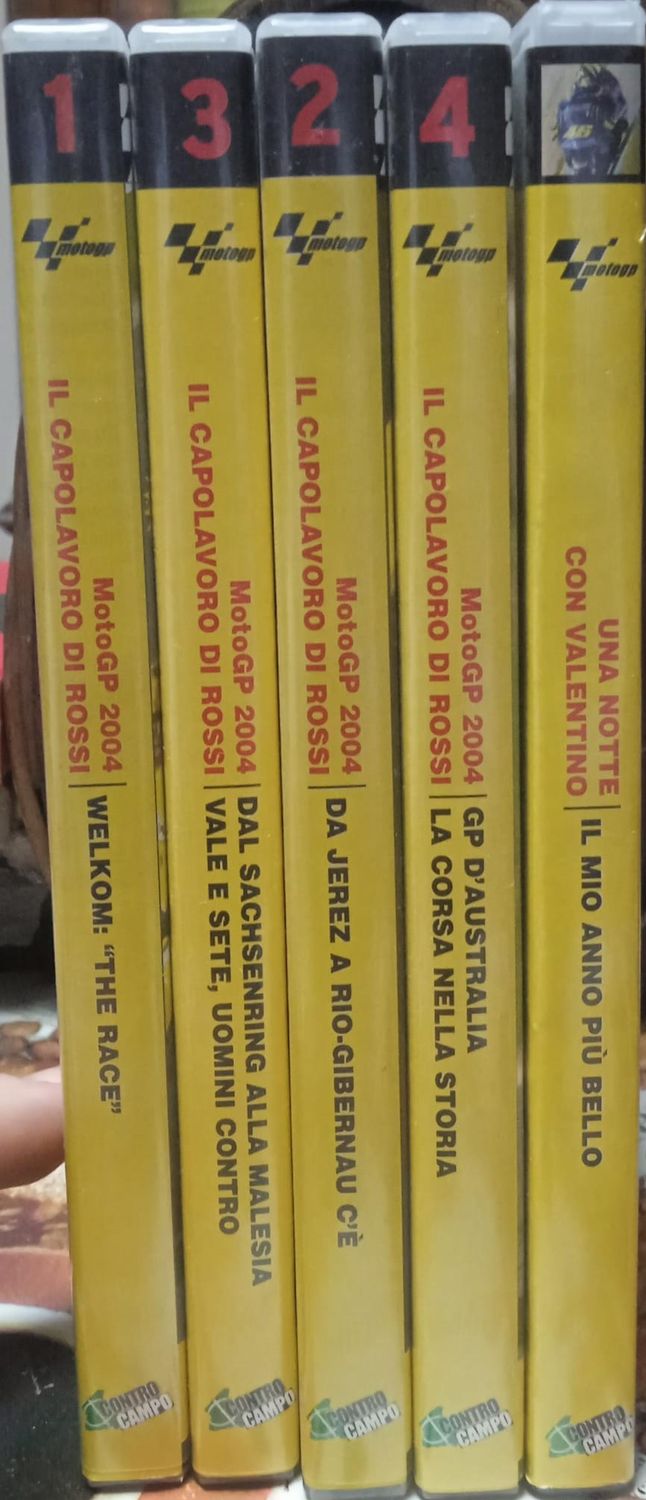 1
motogp
MotoGP 2004
IL CAPOLAVORO DI ROSSI
WELKOM: “THE RACE”
CONTRO
CAMPO
3
motogp
MotoGP 2004
IL CAPOLAVORO DI ROSSI
DAL SACHSENRING ALLA MALESIA
VALE E SETE, UOMINI CONTRO
CONTRO
CAMPO
2
motogp
MotoGP 2004
IL CAPOLAVORO DI ROSSI
DA JEREZ A RIO-GIBERNAU C'È
CONTRO
CAMPO
4
motogp
MotoGP 2004
IL CAPOLAVORO DI ROSSI
GP D'AUSTRALIA
LA CORSA NELLA STORIA
CONTRO
CAMPO
46
motogp
UNA NOTTE
CON VALENTINO
IL MIO ANNO PIÙ BELLO
CONTRO
CAMPO